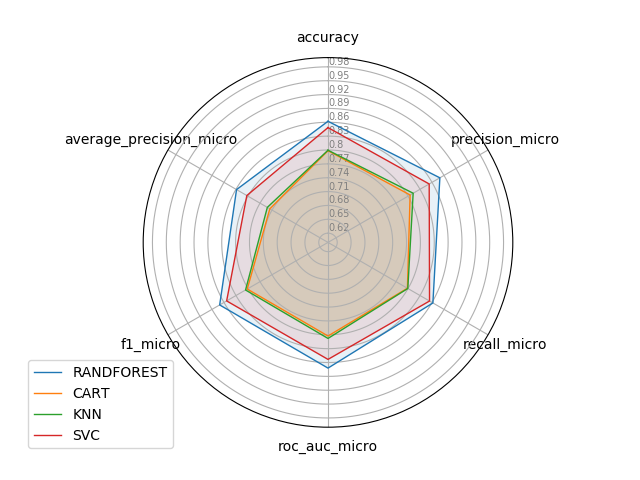 accuracy
0.98
0.95
0.92
0.89
0.86
0.83
0.8
0.77
0.74
0.71
0.68
0.65
0.62
average_precision_micro
precision_micro
f1_micro
recall_micro
roc_auc_micro
RANDFOREST
CART
KNN
SVC